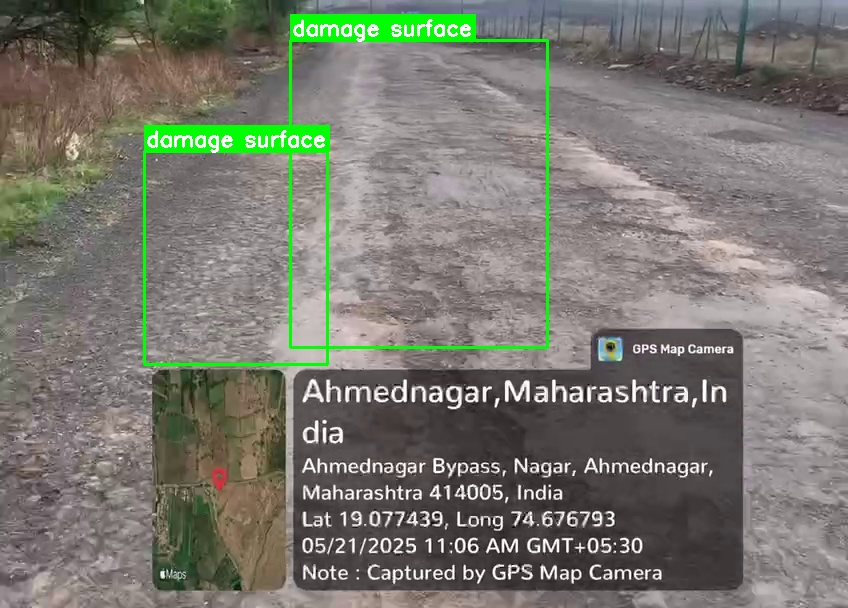 damage surface
damage surface
GPS Map Camera
Ahmednagar,Maharashtra,In
dia
Ahmednagar Bypass, Nagar, Ahmednagar,
Maharashtra 414005, India
Lat 19.077439, Long 74.676793
05/21/2025 11:06 AM GMT+05:30
Note : Captured by GPS Map Camera
Maps